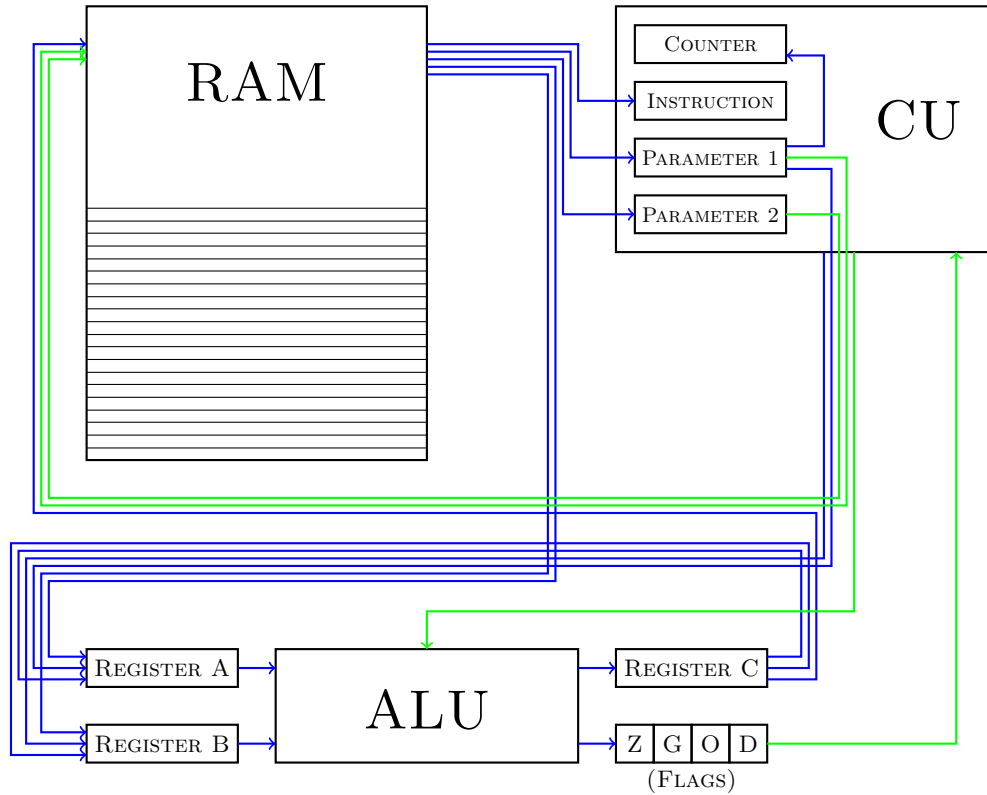 RAM
COUNTER
INSTRUCTION
PARAMETER 1
PARAMETER 2
CU
REGISTER A
REGISTER B
ALU
REGISTER C
Z G O D
(FLAGS)